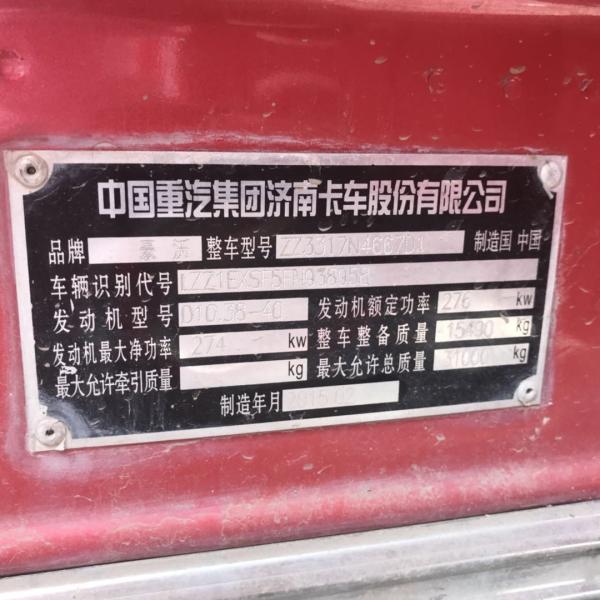 中国重汽集团济南卡车股份有限公司
品牌 豪沃 整车型号 制造国 中国
车辆识别代号
发动机型号 D10.38-40 发动机额定功率 276 kw
发动机最大净功率 274 kw 整车整备质量 15490 kg
最大允许牵引质量 kg 最大允许总质量 31000 kg
制造年月 2015.02